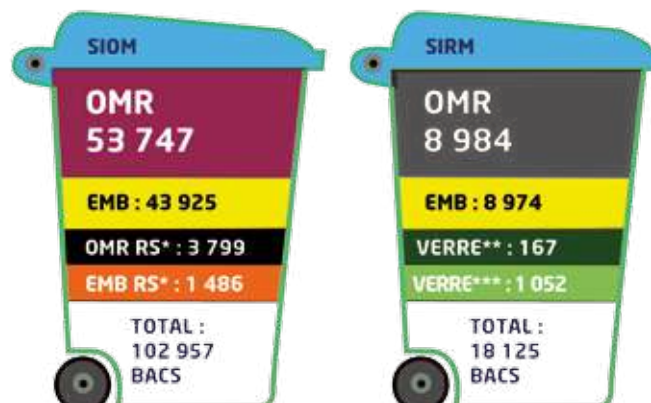 SIOM
OMR
53 747
EMB : 43 925
OMR RS* : 3 799
EMB RS* : 1 486
TOTAL :
102 957
BACS
SIRM
OMR
8 984
EMB : 8 974
VERRE** : 167
VERRE*** : 1 052
TOTAL :
18 125
BACS